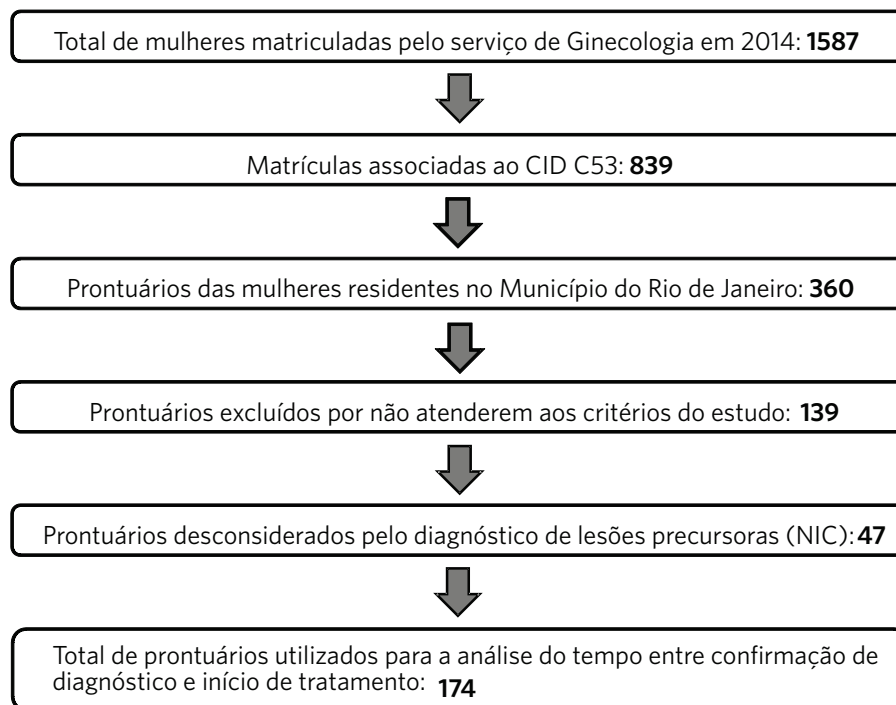 Total de mulheres matriculadas pelo serviço de Ginecologia em 2014: 1587
Matrículas associadas ao CID C53: 839
Prontuários das mulheres residentes no Município do Rio de Janeiro: 360
Prontuários excluídos por não atenderem aos critérios do estudo: 139
Prontuários desconsiderados pelo diagnóstico de lesões precursoras (NIC): 47
Total de prontuários utilizados para a análise do tempo entre confirmação de
diagnóstico e início de tratamento: 174